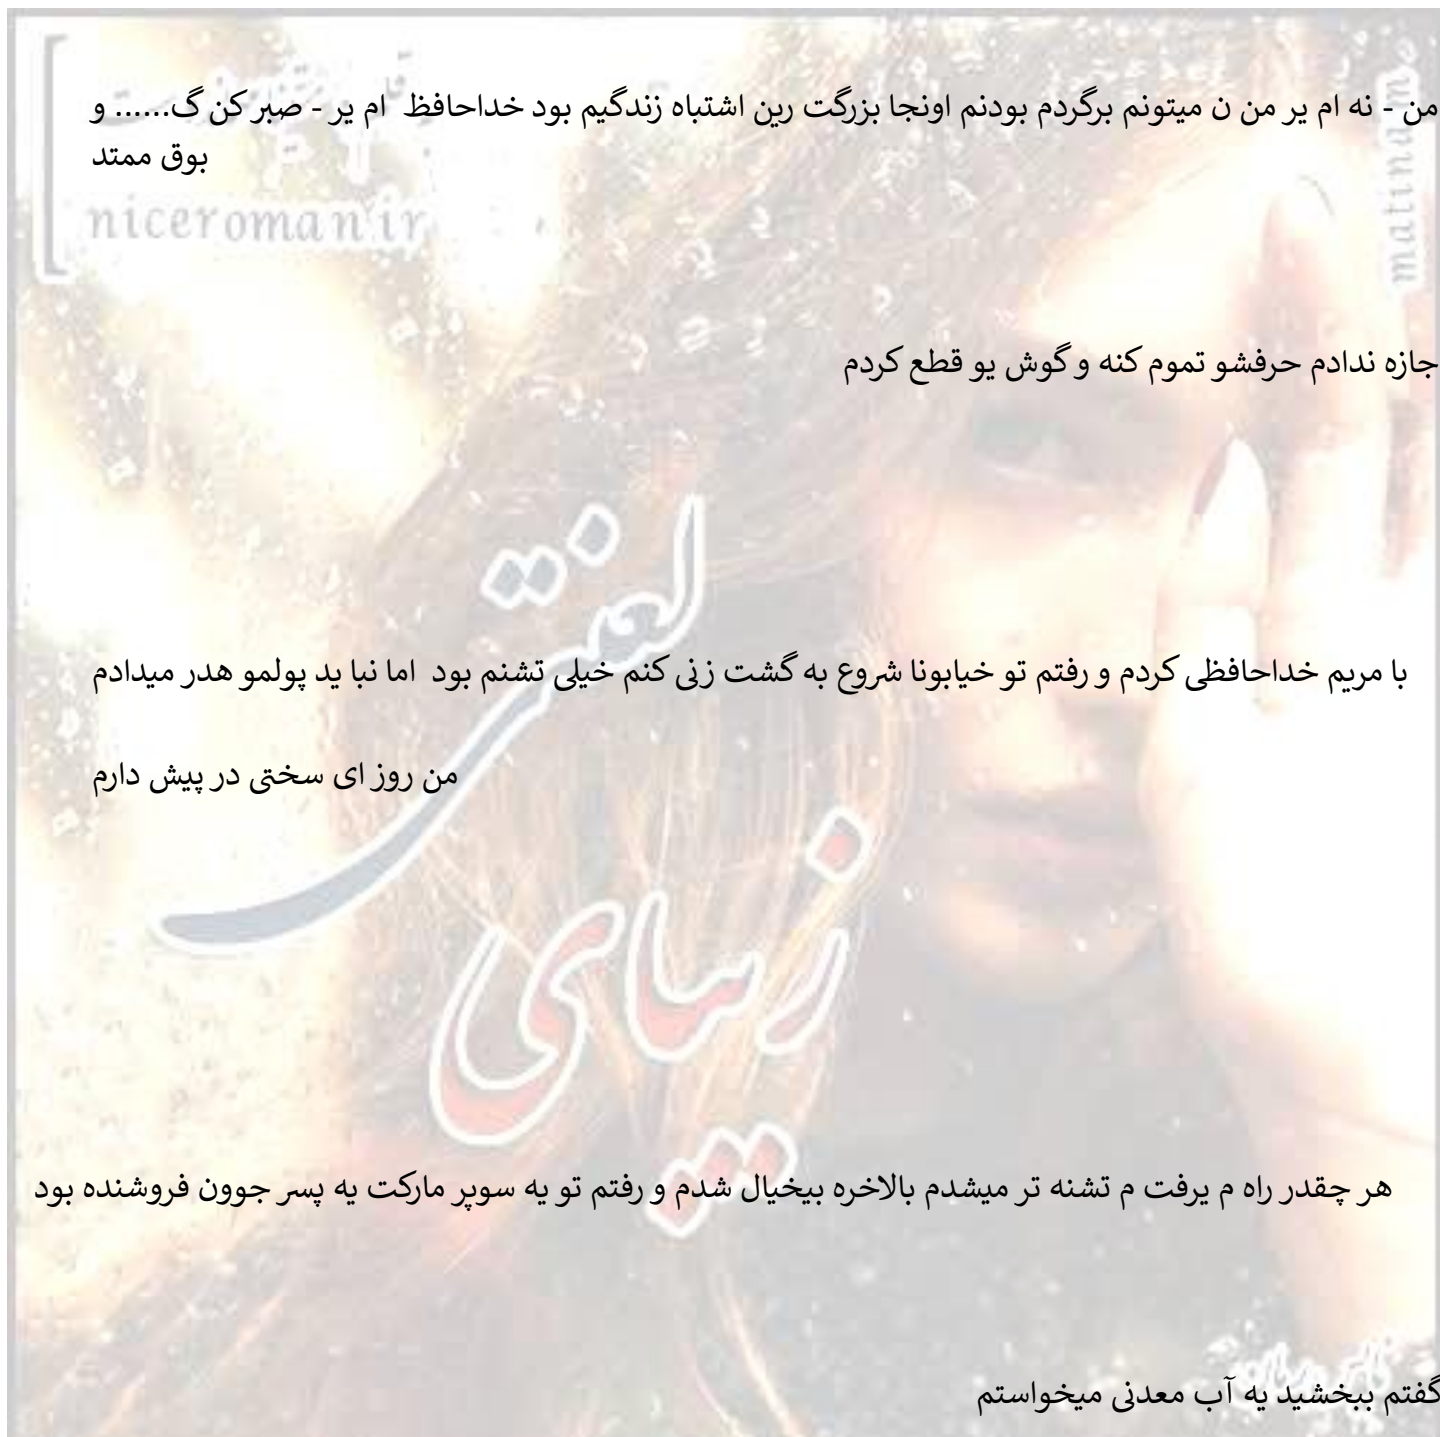 niceroman.ir
من - نه ام یر من ن میتونم برگردم بودنم اونجا بزرگت رین اشتباه زندگیم بود خداحافظ ام یر - صبر کن گ...... و
بوق ممتد
جازه ندادم حرفشو تموم کنه و گوش یو قطع کردم
لعنتی
با مریم خداحافظی کردم و رفتم تو خیابونا شروع به گشت زنی کنم خیلی تشنم بود اما نبا ید پولمو هدر میدادم
من روز ای سختی در پیش دارم
زیبای
هر چقدر راه م یرفت م تشنه تر میشدم بالاخره بیخیال شدم و رفتم تو یه سوپر مارکت یه پسر جوون فروشنده بود
گفتم ببخشید یه آب معدنی میخواستم